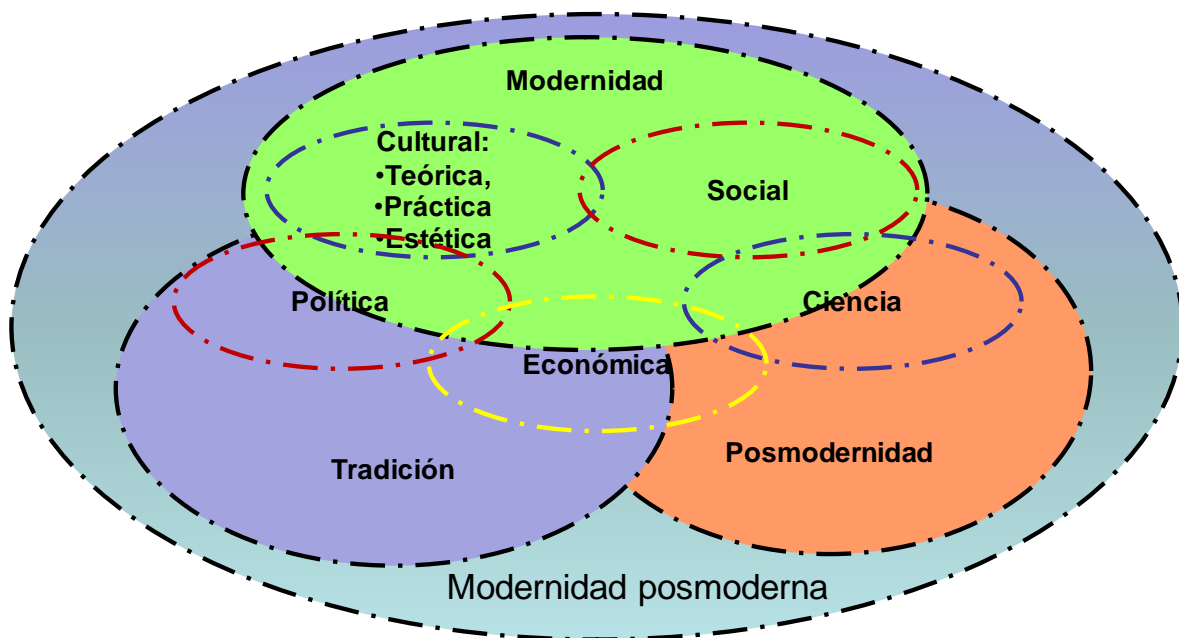 Modernidad
Cultural:
•Teórica,
•Práctica
•Estética
Social
Política
Ciencia
Económica
Posmodernidad
Tradición
Modernidad posmoderna